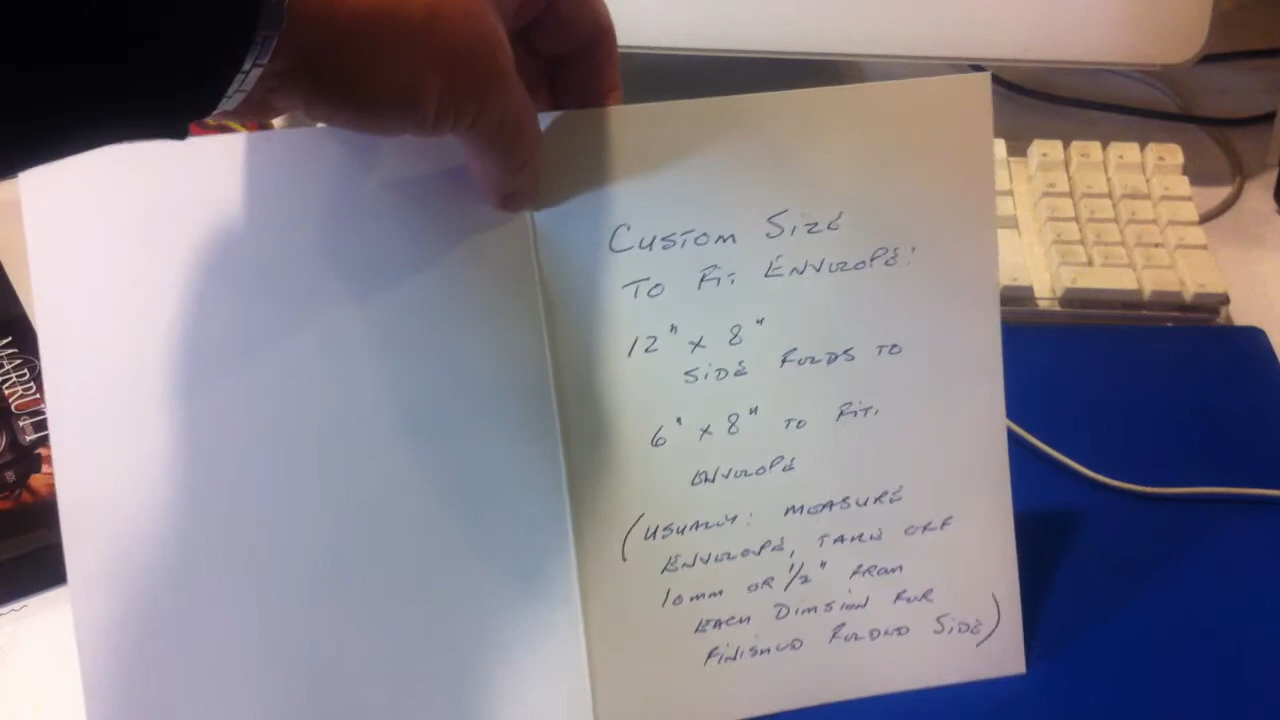 MARRUT
CUSTOM SIZE
TO FIT ENVELOPE:
12" x 8"
SIDE FOLDS TO
6" x 8" TO FIT.
ENVELOPE
(USUALLY: MEASURE
ENVELOPE, TAKE OFF
10mm OR 1/2" FROM
EACH DIMSION FOR
FINISHED FOLDED SIDE)